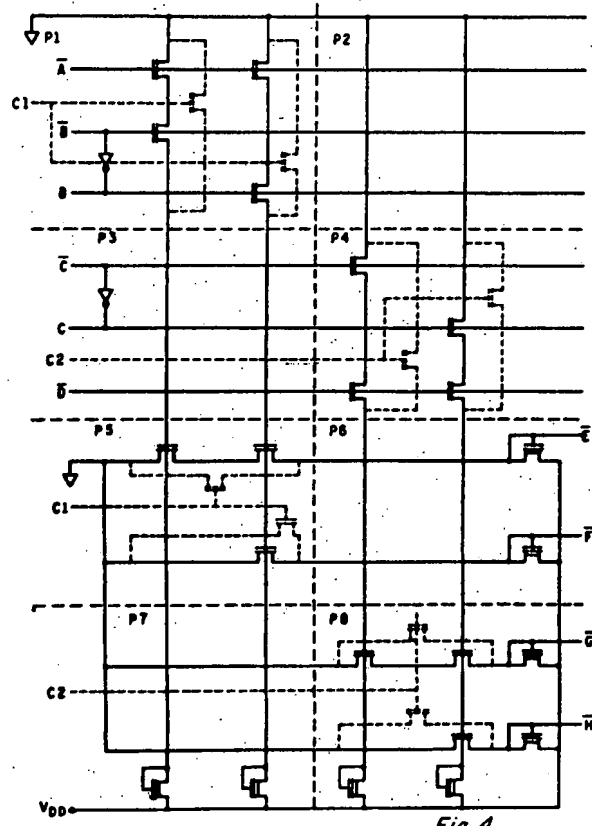 P1 P2
A̅
C1
B̅
B
P3 P4
C̅
C
C2
D̅
P5 P6
E̅
C1
F̅
P7 P8
G̅
C2
H̅
VDD
Fig. 4